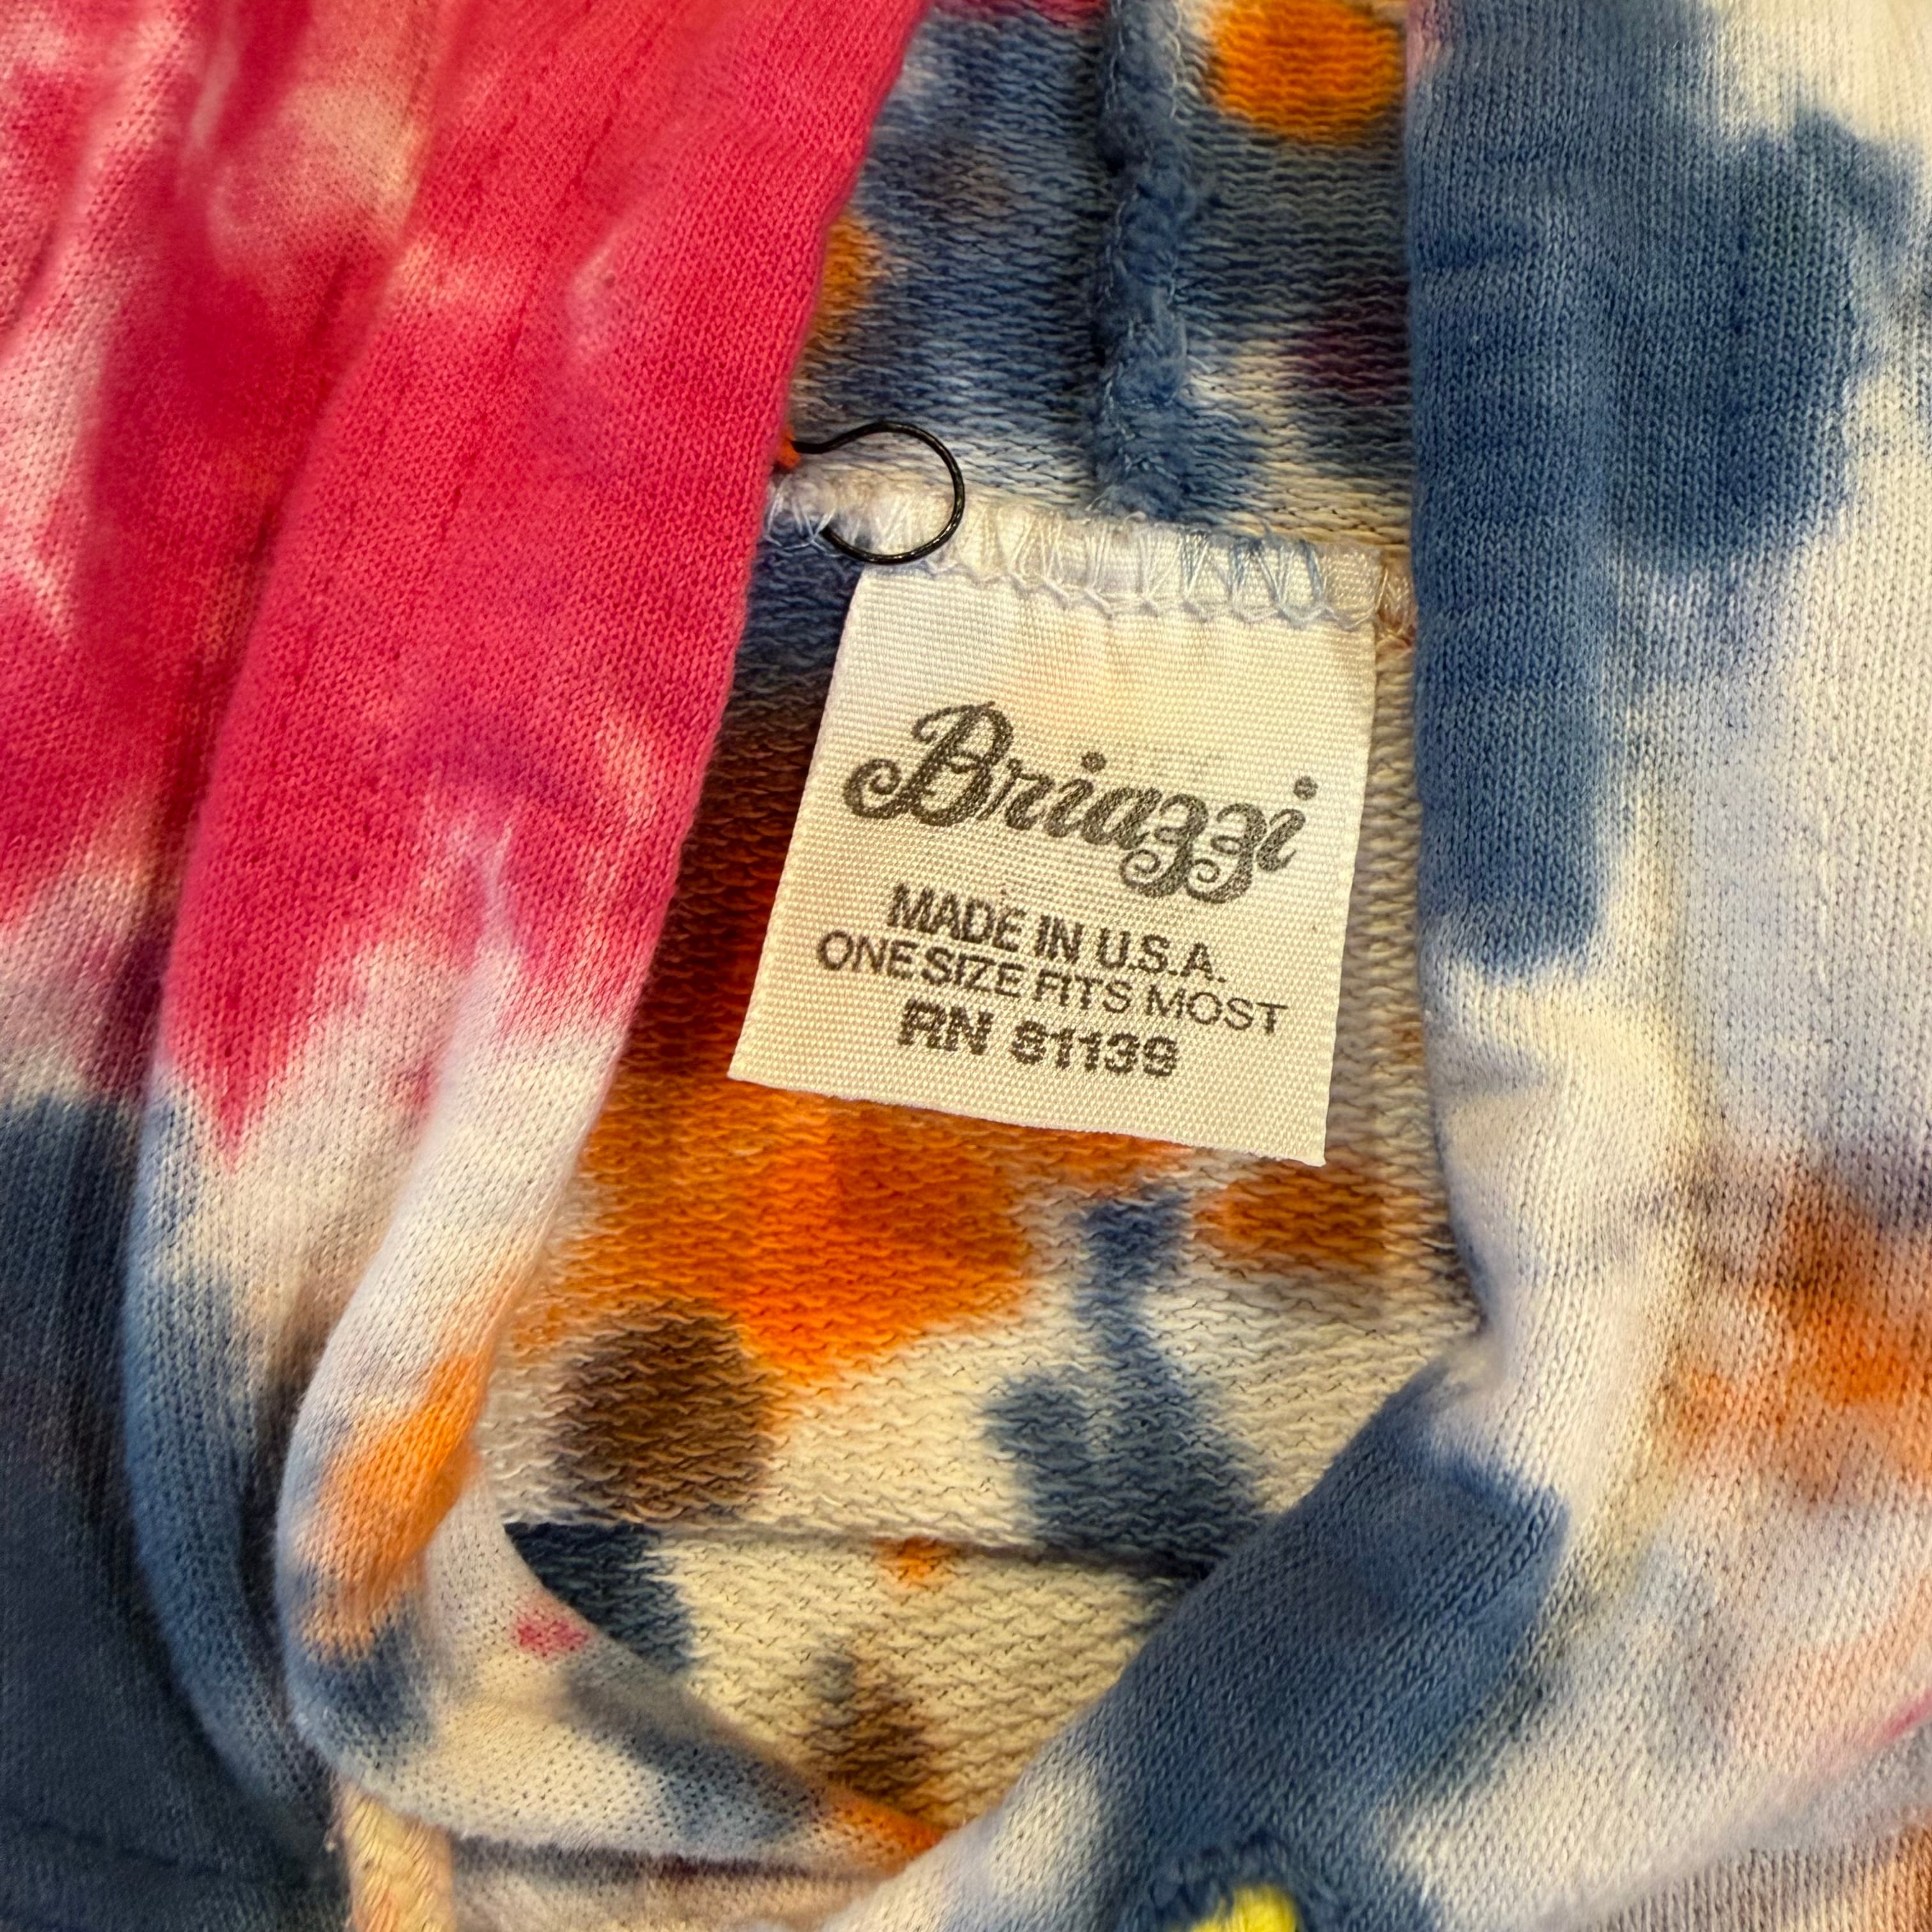 Briazzi
MADE IN U.S.A.
ONE SIZE FITS MOST
RN 81139